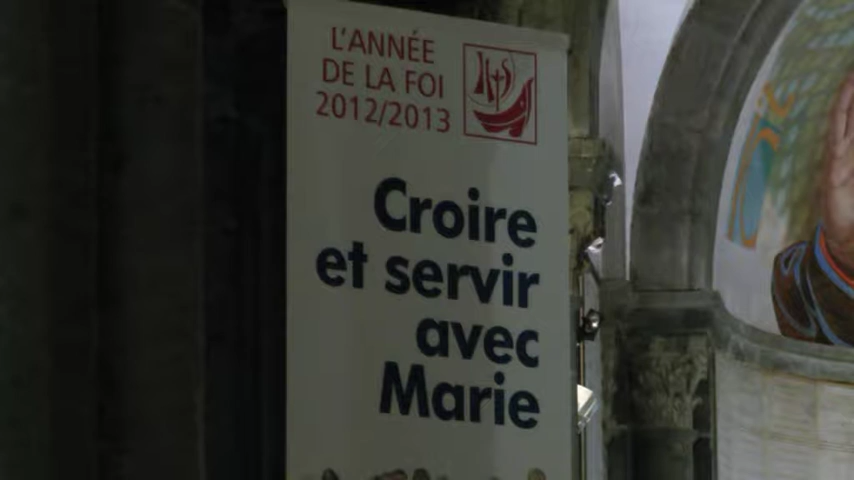 L'ANNÉE
DE LA FOI
2012/2013
Croire
et servir
avec
Marie